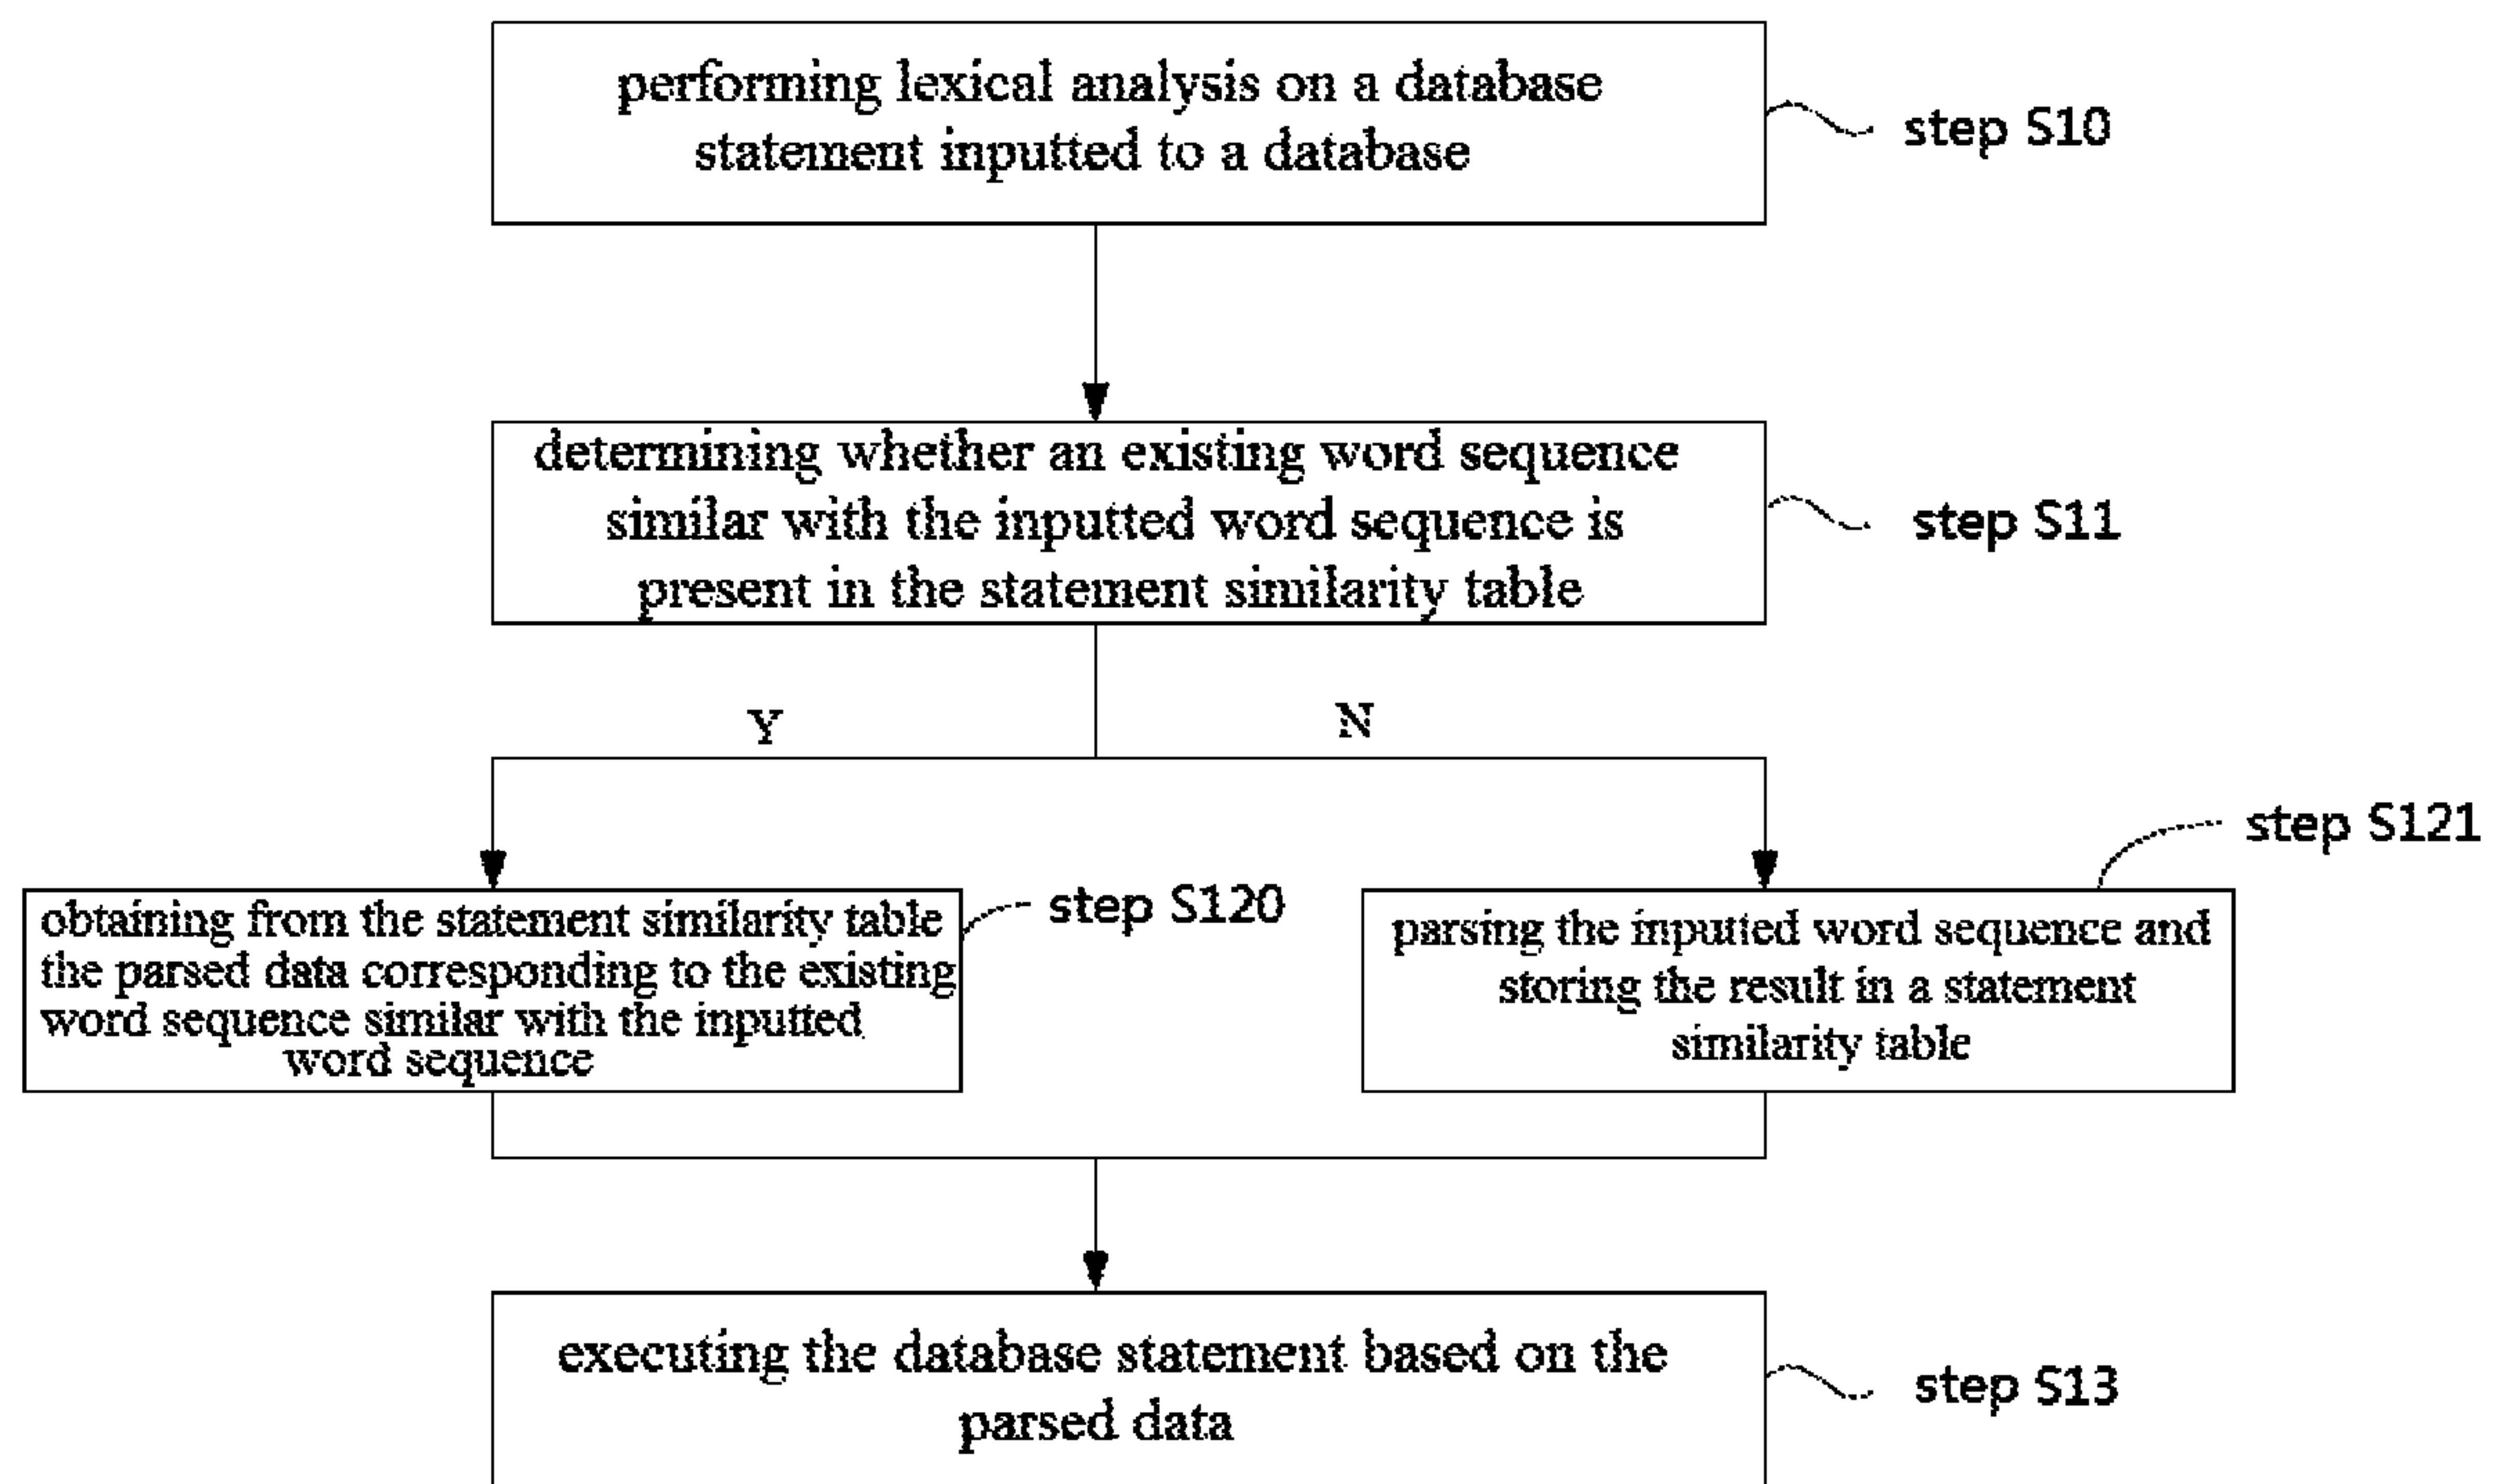 performing lexical analysis on a database
statement inputted to a database
step S10
determining whether an existing word sequence
similar with the inputted word sequence is
present in the statement similarity table
step S11
Y
N
step S121
step S120
obtaining from the statement similarity table
the parsed data corresponding to the existing
word sequence similar with the inputted
word sequence
parsing the inputted word sequence and
storing the result in a statement
similarity table
executing the database statement based on the
parsed data
step S13